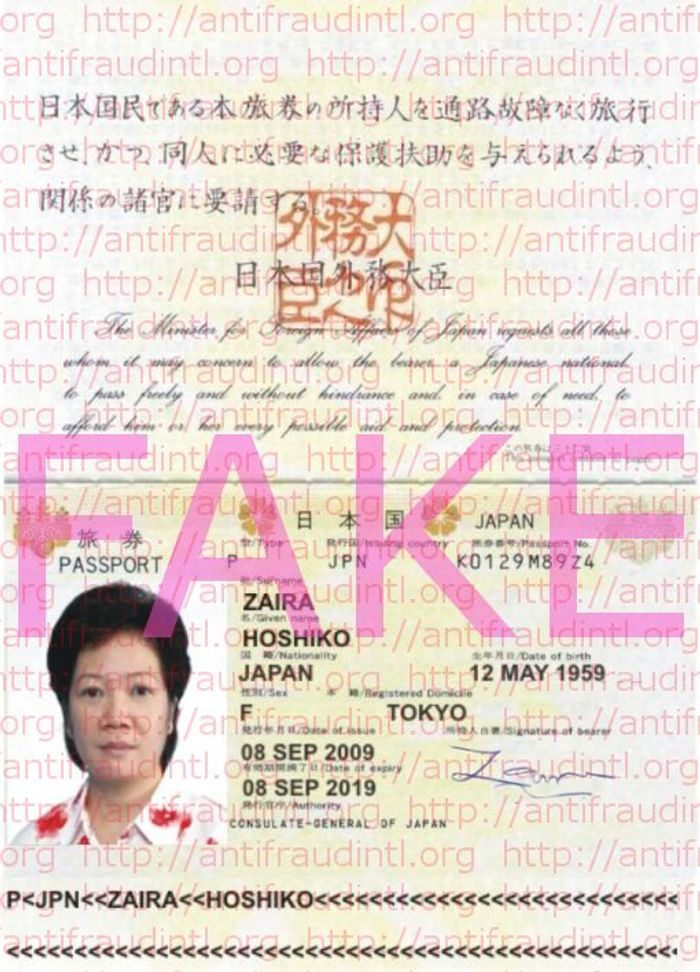 http://antifraudintl.org
日本国民である本旅券の所持人を通路故障なく旅行
させ、かつ、同人に必要な保護扶助を与えられるよう、
関係の諸官に要請する。
日本国外務大臣
The Minister for Foreign Affairs of Japan requests all those
whom it may concern to allow the bearer, a Japanese national,
to pass freely and without hindrance and, in case of need, to
afford him or her every possible aid and protection.
FAKE
日本国 JAPAN
旅券 型/Type 発行国/Issuing country 旅券番号/Passport No.
PASSPORT P JPN K0129M89Z4
姓/Surname
ZAIRA
名/Given name
HOSHIKO
国 籍/Nationality 生年月日/Date of birth
JAPAN 12 MAY 1959
性別/Sex 本 籍/Registered Domicile
F TOKYO
発行年月日/Date of issue 所持人自署/Signature of bearer
08 SEP 2009
有効期間満了日/Date of expiry
08 SEP 2019
発行官庁/Authority
CONSULATE-GENERAL OF JAPAN
P<JPN<<ZAIRA<<HOSHIKO<<<<<<<<<<<<<<<<<<<<<<<<<<<
<<<<<<<<<<<<<<<<<<<<<<<<<<<<<<<<<<<<<<<<<<<<<<<<<<